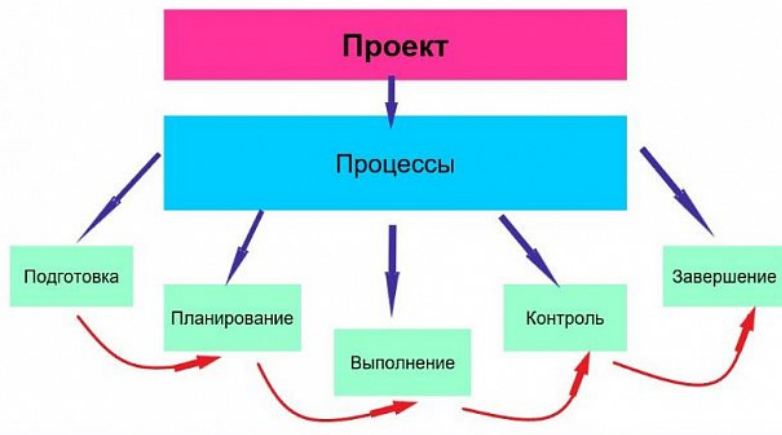 Проект
Процессы
Подготовка
Планирование
Выполнение
Контроль
Завершение